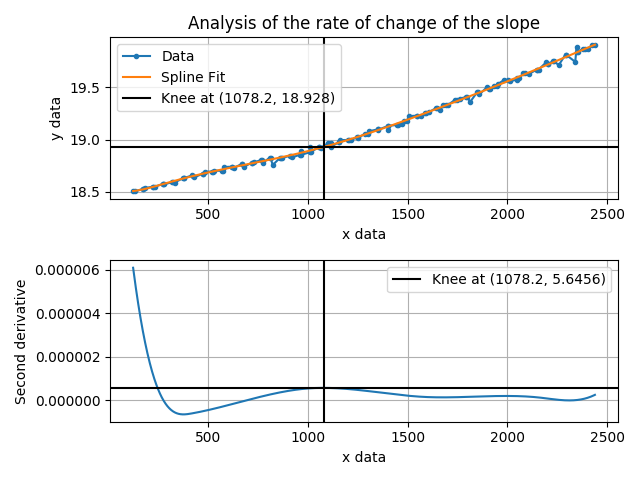 Analysis of the rate of change of the slope
y data
19.5
19.0
18.5
Data
Spline Fit
Knee at (1078.2, 18.928)
500
1000
1500
2000
2500
x data
Second derivative
0.000006
0.000004
0.000002
0.000000
Knee at (1078.2, 5.6456)
500
1000
1500
2000
2500
x data